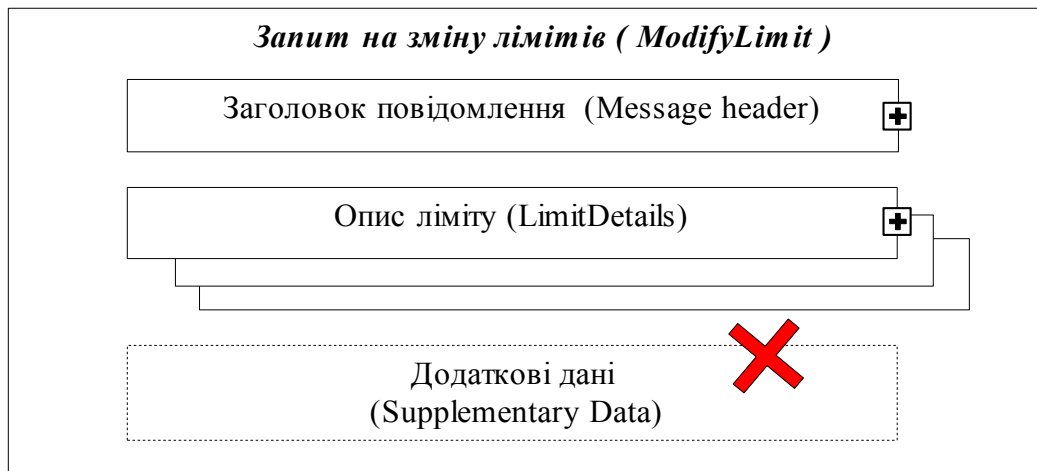 Запит на зміну лімітів ( ModifyLimit )
Заголовок повідомлення (Message header)
Опис ліміту (LimitDetails)
Додаткові дані
(Supplementary Data)